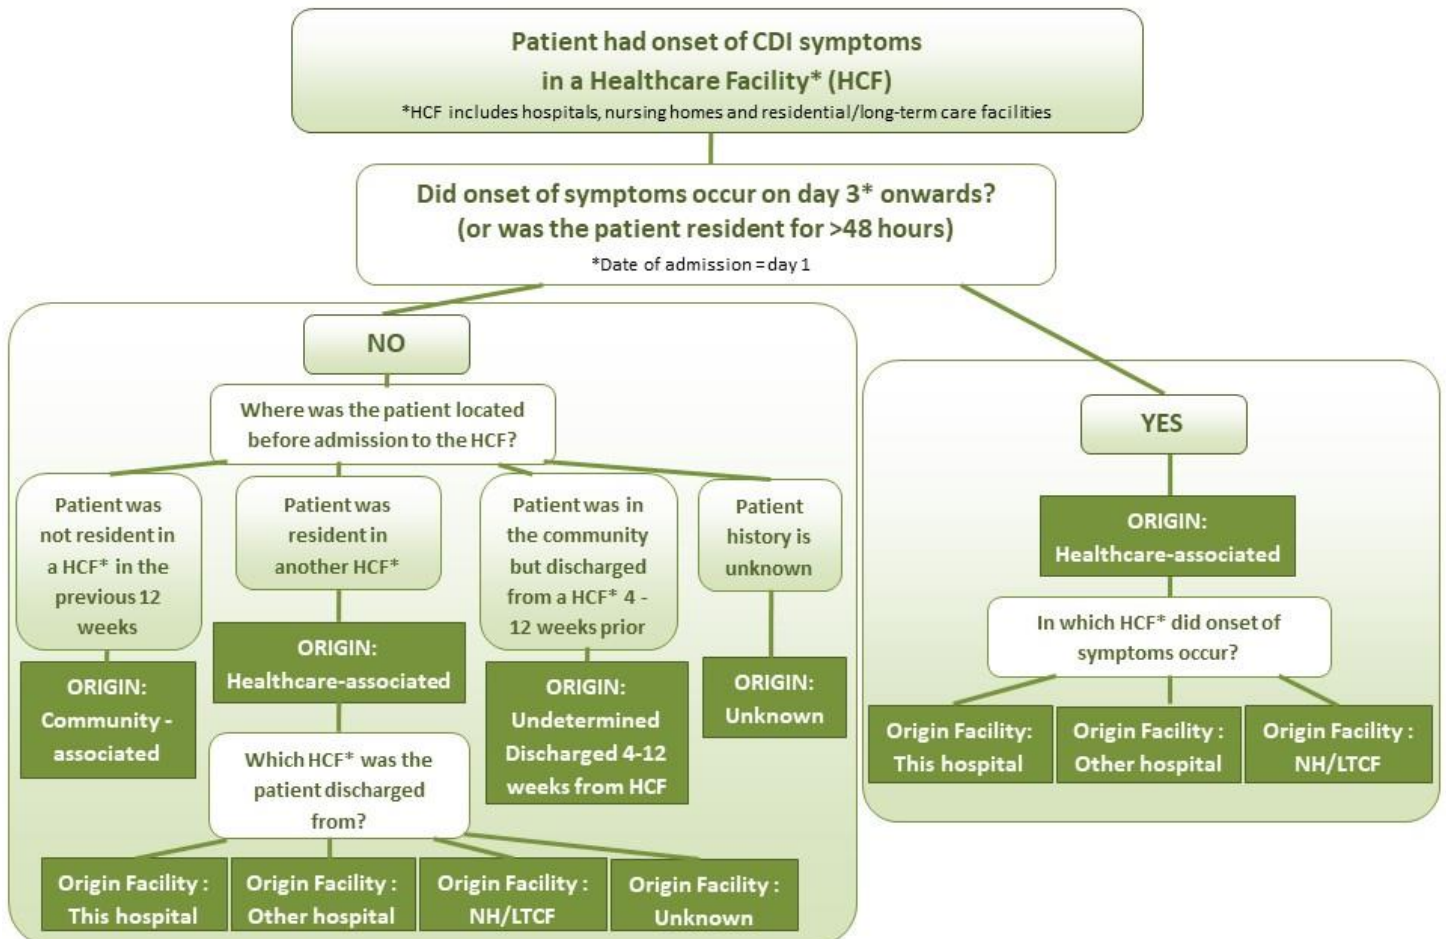 Patient had onset of CDI symptoms
in a Healthcare Facility* (HCF)
*HCF includes hospitals, nursing homes and residential/long-term care facilities
Did onset of symptoms occur on day 3* onwards?
(or was the patient resident for >48 hours)
*Date of admission = day 1
NO
Where was the patient located
before admission to the HCF?
Patient was
not resident in
a HCF* in the
previous 12
weeks
ORIGIN:
Community -
associated
Patient was
resident in
another HCF*
ORIGIN:
Healthcare-associated
Which HCF* was the
patient discharged
from?
Origin Facility :
This hospital
Origin Facility :
Other hospital
Origin Facility :
NH/LTCF
Origin Facility :
Unknown
Patient was in
the community
but discharged
from a HCF* 4 -
12 weeks prior
ORIGIN:
Undetermined
Discharged 4-12
weeks from HCF
Patient
history is
unknown
ORIGIN:
Unknown
YES
ORIGIN:
Healthcare-associated
In which HCF* did onset of
symptoms occur?
Origin Facility:
This hospital
Origin Facility :
Other hospital
Origin Facility :
NH/LTCF